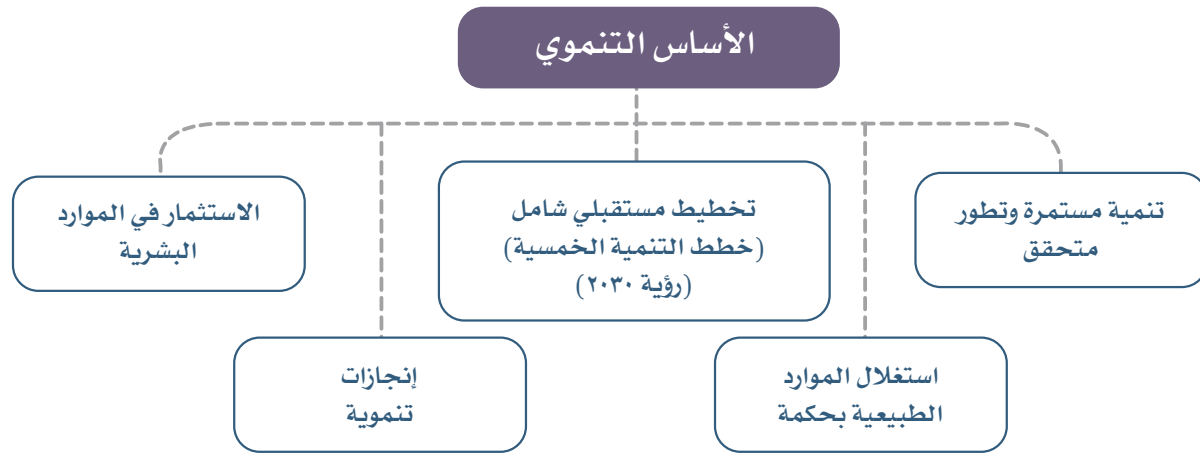 الأساس التنموي
تنمية مستمرة وتطور
متحقق
استغلال الموارد
الطبيعية بحكمة
تخطيط مستقبلي شامل
(خطط التنمية الخمسية)
(رؤية ٢٠٣٠)
إنجازات
تنموية
الاستثمار في الموارد
البشرية